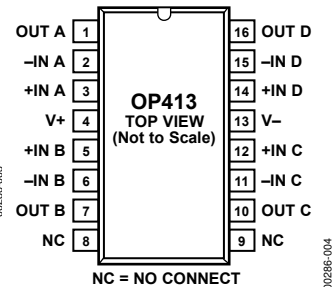 OUT A 1
–IN A 2
+IN A 3
V+ 4
+IN B 5
–IN B 6
OUT B 7
NC 8
OP413
TOP VIEW
(Not to Scale)
16 OUT D
15 –IN D
14 +IN D
13 V–
12 +IN C
11 –IN C
10 OUT C
9 NC
NC = NO CONNECT
00286-004